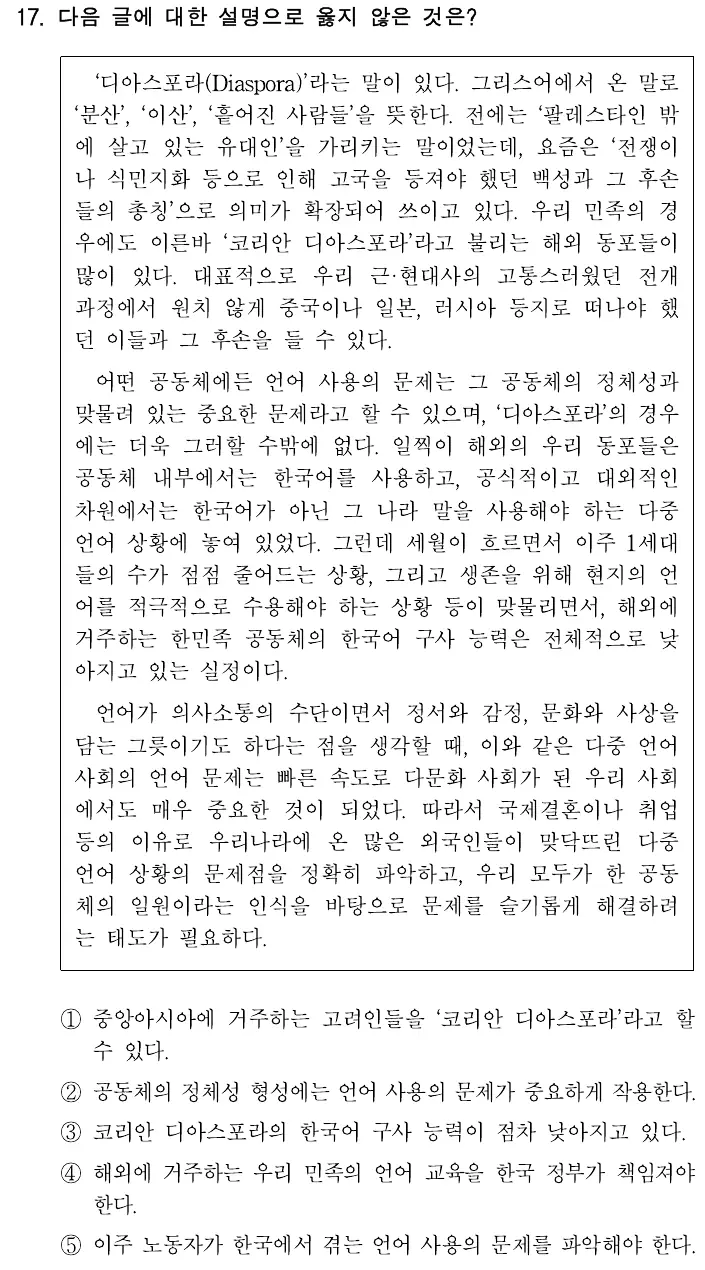 17. 다음 글에 대한 설명으로 옳지 않은 것은?
‘디아스포라(Diaspora)’라는 말이 있다. 그리스어에서 온 말로
‘분산’, ‘이산’, ‘흩어진 사람들’을 뜻한다. 전에는 ‘팔레스타인 밖
에 살고 있는 유대인’을 가리키는 말이었는데, 요즘은 ‘전쟁이
나 식민지화 등으로 인해 고국을 등져야 했던 백성과 그 후손
들의 총칭’으로 의미가 확장되어 쓰이고 있다. 우리 민족의 경
우에도 이른바 ‘코리안 디아스포라’라고 불리는 해외 동포들이
많이 있다. 대표적으로 우리 근·현대사의 고통스러웠던 전개
과정에서 원치 않게 중국이나 일본, 러시아 등지로 떠나야 했
던 이들과 그 후손을 들 수 있다.
어떤 공동체에든 언어 사용의 문제는 그 공동체의 정체성과
맞물려 있는 중요한 문제라고 할 수 있으며, ‘디아스포라’의 경우
에는 더욱 그러할 수밖에 없다. 일찍이 해외의 우리 동포들은
공동체 내부에서는 한국어를 사용하고, 공식적이고 대외적인
차원에서는 한국어가 아닌 그 나라 말을 사용해야 하는 다중
언어 상황에 놓여 있었다. 그런데 세월이 흐르면서 이주 1세대
들의 수가 점점 줄어드는 상황, 그리고 생존을 위해 현지의 언
어를 적극적으로 수용해야 하는 상황 등이 맞물리면서, 해외에
거주하는 한민족 공동체의 한국어 구사 능력은 전체적으로 낮
아지고 있는 실정이다.
언어가 의사소통의 수단이면서 정서와 감정, 문화와 사상을
담는 그릇이기도 하다는 점을 생각할 때, 이와 같은 다중 언어
사회의 언어 문제는 빠른 속도로 다문화 사회가 된 우리 사회
에서도 매우 중요한 것이 되었다. 따라서 국제결혼이나 취업
등의 이유로 우리나라에 온 많은 외국인들이 맞닥뜨린 다중
언어 상황의 문제점을 정확히 파악하고, 우리 모두가 한 공동
체의 일원이라는 인식을 바탕으로 문제를 슬기롭게 해결하려
는 태도가 필요하다.
① 중앙아시아에 거주하는 고려인들을 ‘코리안 디아스포라’라고 할
수 있다.
② 공동체의 정체성 형성에는 언어 사용의 문제가 중요하게 작용한다.
③ 코리안 디아스포라의 한국어 구사 능력이 점차 낮아지고 있다.
④ 해외에 거주하는 우리 민족의 언어 교육을 한국 정부가 책임져야
한다.
⑤ 이주 노동자가 한국에서 겪는 언어 사용의 문제를 파악해야 한다.